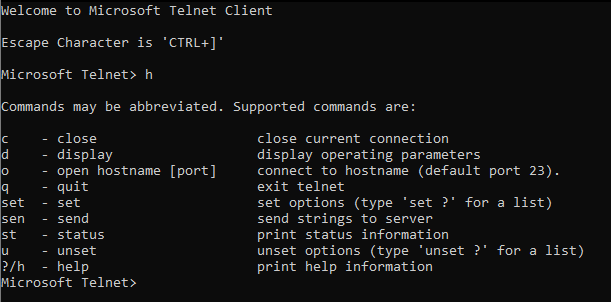 Welcome to Microsoft Telnet Client
Escape Character is 'CTRL+]'
Microsoft Telnet> h
Commands may be abbreviated. Supported commands are:
c    - close                   close current connection
d    - display                 display operating parameters
o    - open hostname [port]    connect to hostname (default port 23).
q    - quit                    exit telnet
set  - set                     set options (type 'set ?' for a list)
sen  - send                    send strings to server
st   - status                  print status information
u    - unset                   unset options (type 'unset ?' for a list)
?/h  - help                    print help information
Microsoft Telnet>